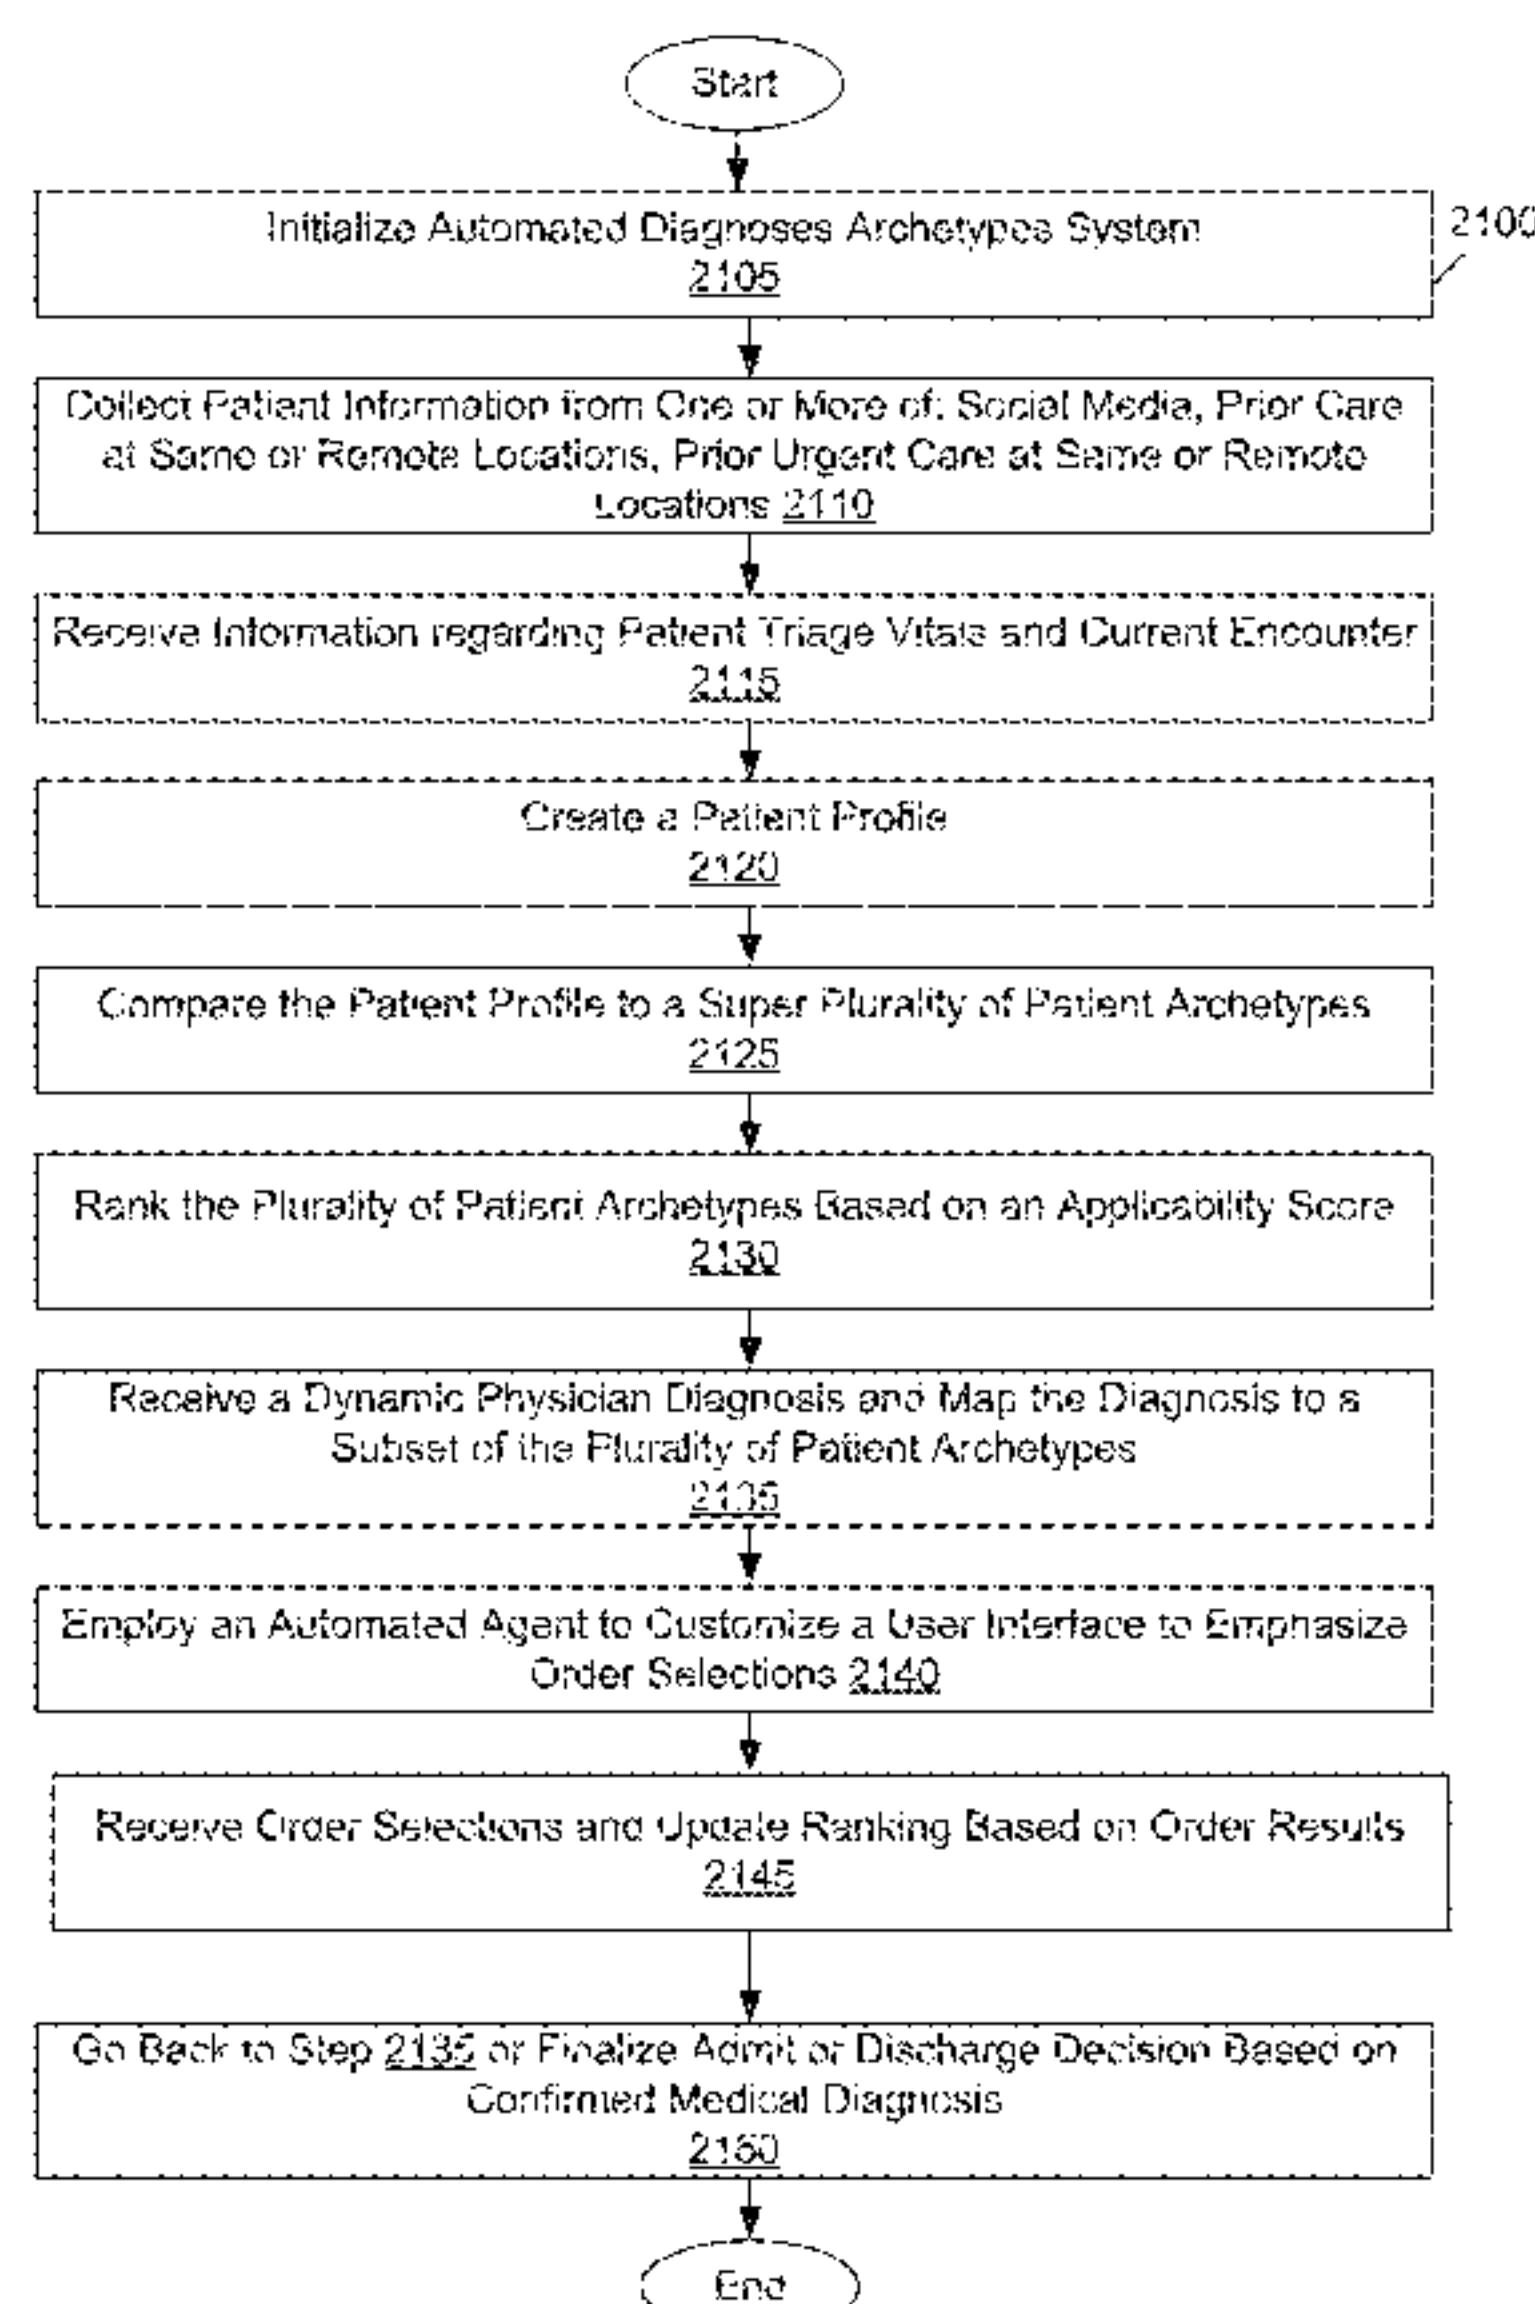 Start
Initialize Automated Diagnoses Archetypes System
2105
2100
Collect Patient Information from One or More of: Social Media, Prior Care
at Same or Remote Locations, Prior Urgent Care at Same or Remote
Locations 2110
Receive Information regarding Patient Triage Vitals and Current Encounter
2115
Create a Patient Profile
2120
Compare the Patient Profile to a Super Plurality of Patient Archetypes
2125
Rank the Plurality of Patient Archetypes Based on an Applicability Score
2130
Receive a Dynamic Physician Diagnosis and Map the Diagnosis to a
Subset of the Plurality of Patient Archetypes
2135
Employ an Automated Agent to Customize a User Interface to Emphasize
Order Selections 2140
Receive Order Selections and Update Ranking Based on Order Results
2145
Go Back to Step 2135 or Finalize Admit or Discharge Decision Based on
Confirmed Medical Diagnosis
2150
End